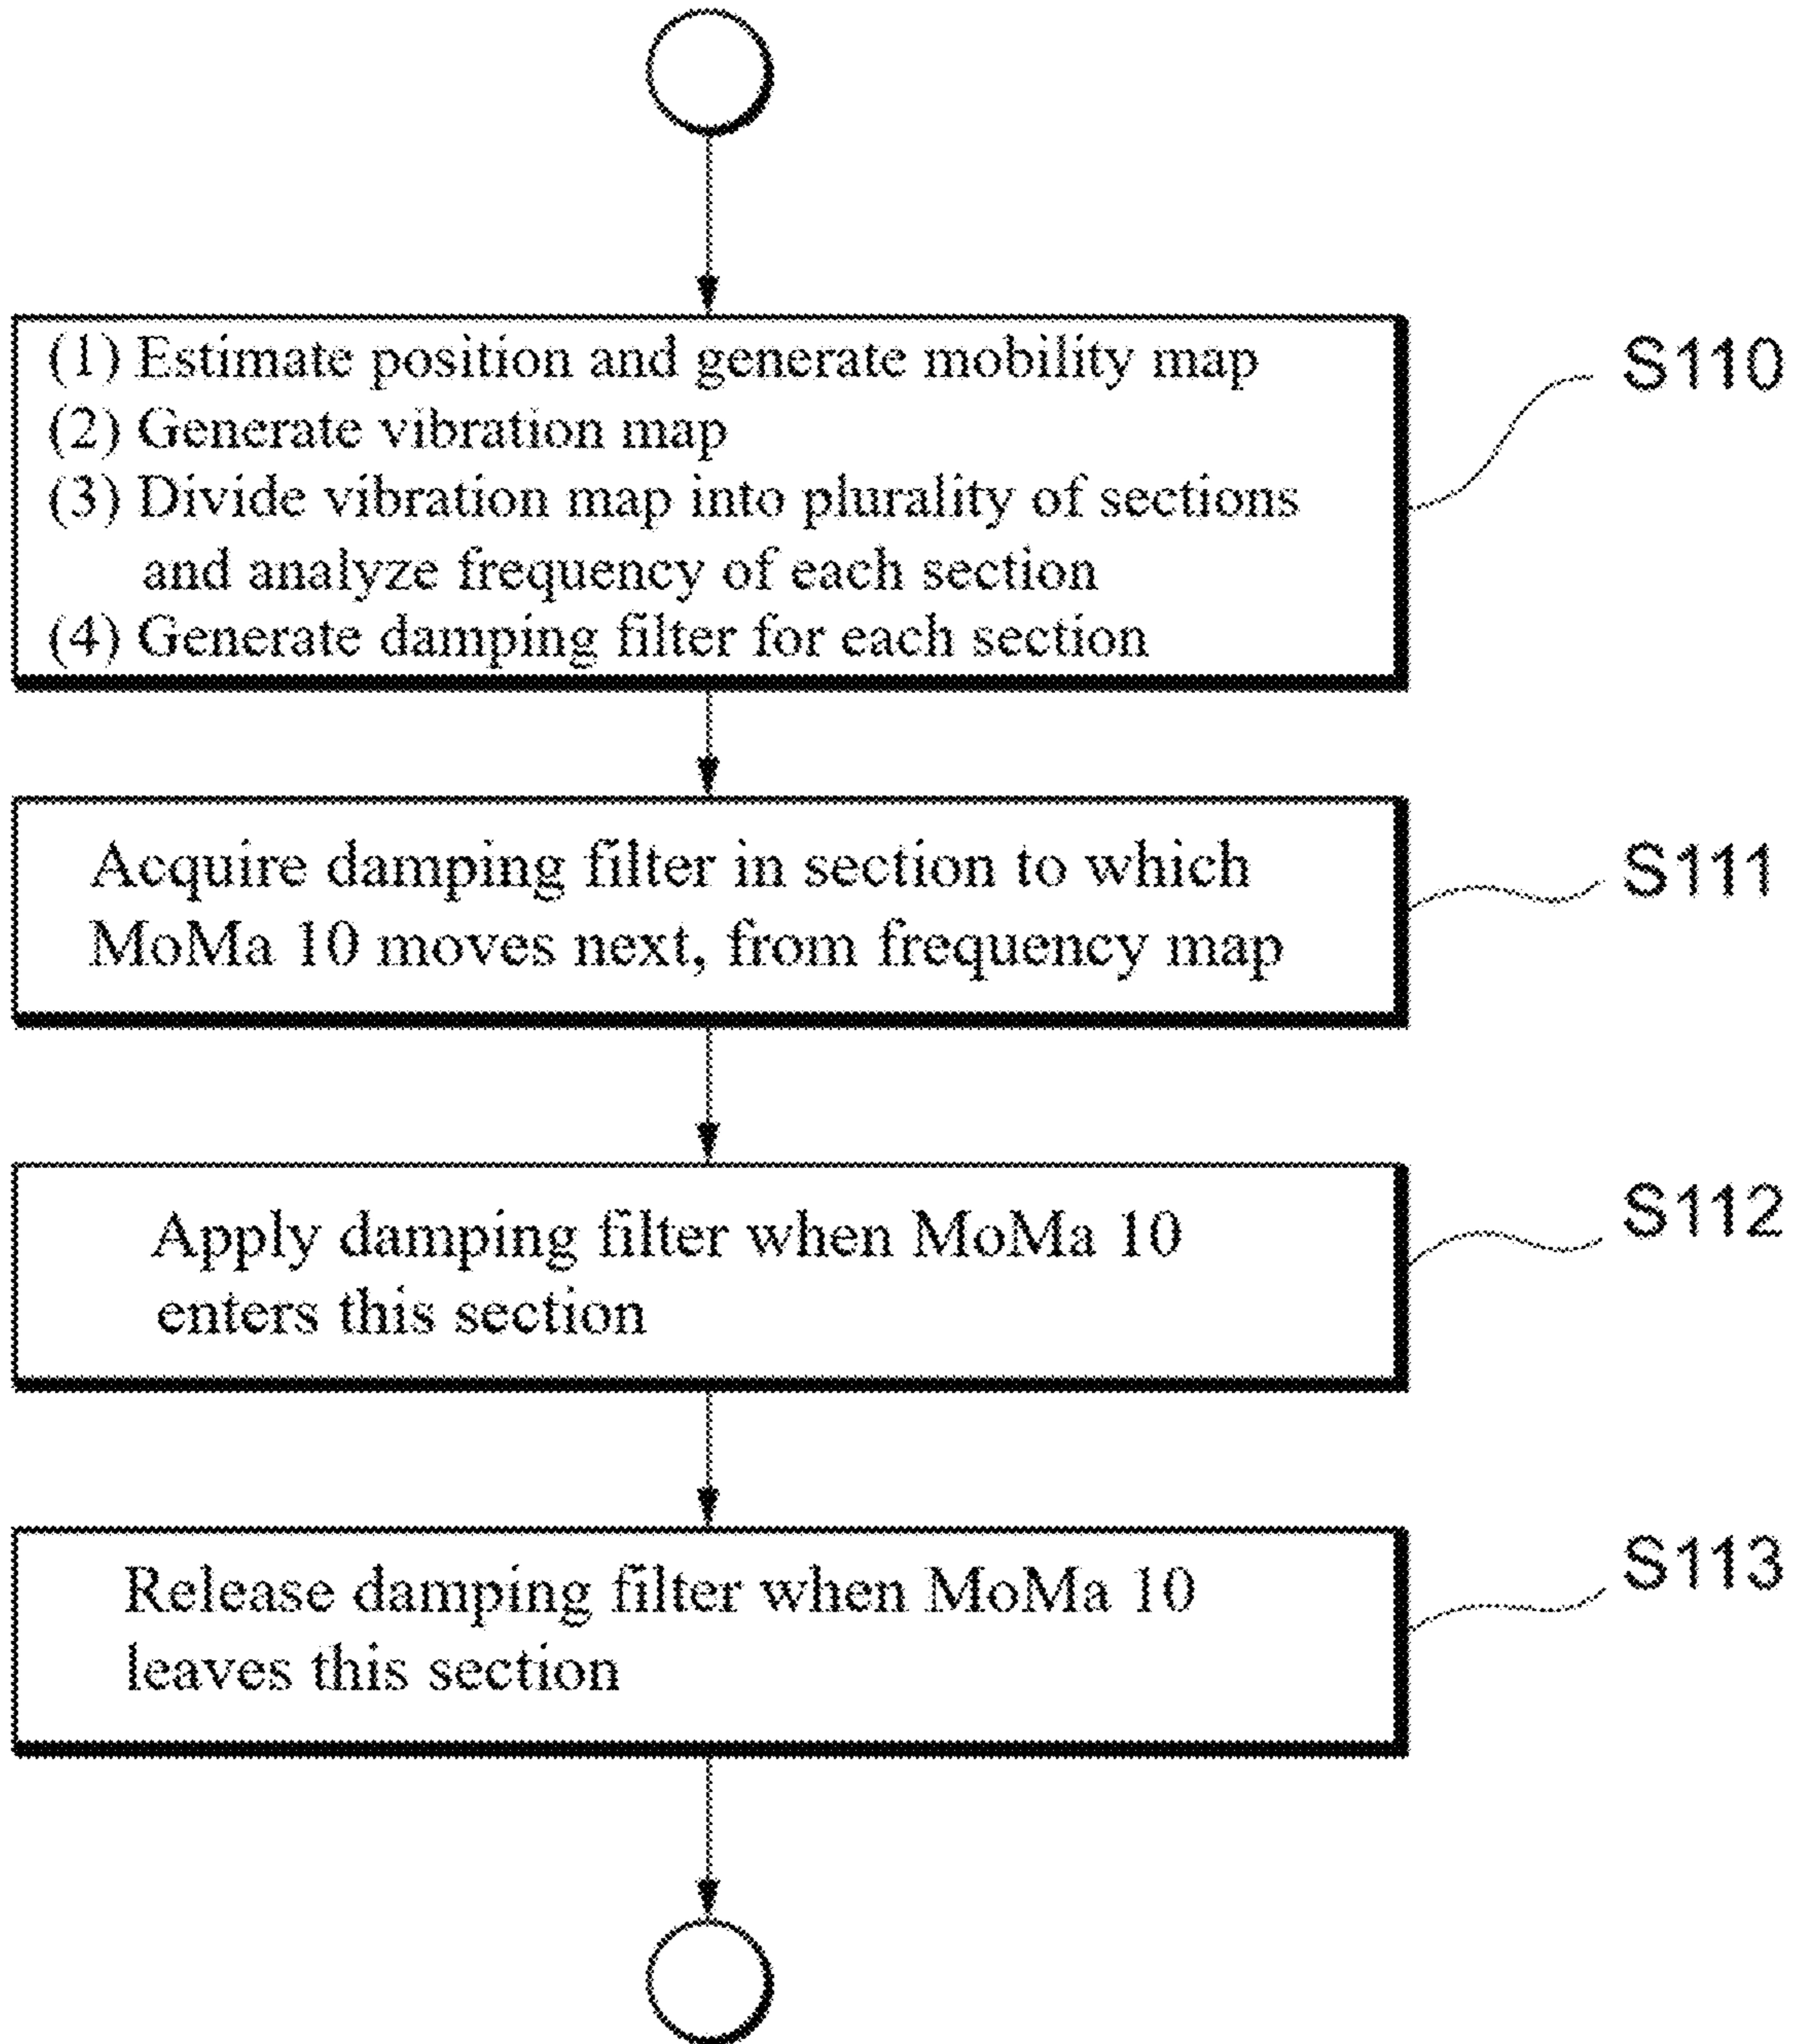 (1) Estimate position and generate mobility map
(2) Generate vibration map
(3) Divide vibration map into plurality of sections
and analyze frequency of each section
(4) Generate damping filter for each section
S110
Acquire damping filter in section to which
MoMa 10 moves next, from frequency map
S111
Apply damping filter when MoMa 10
enters this section
S112
Release damping filter when MoMa 10
leaves this section
S113